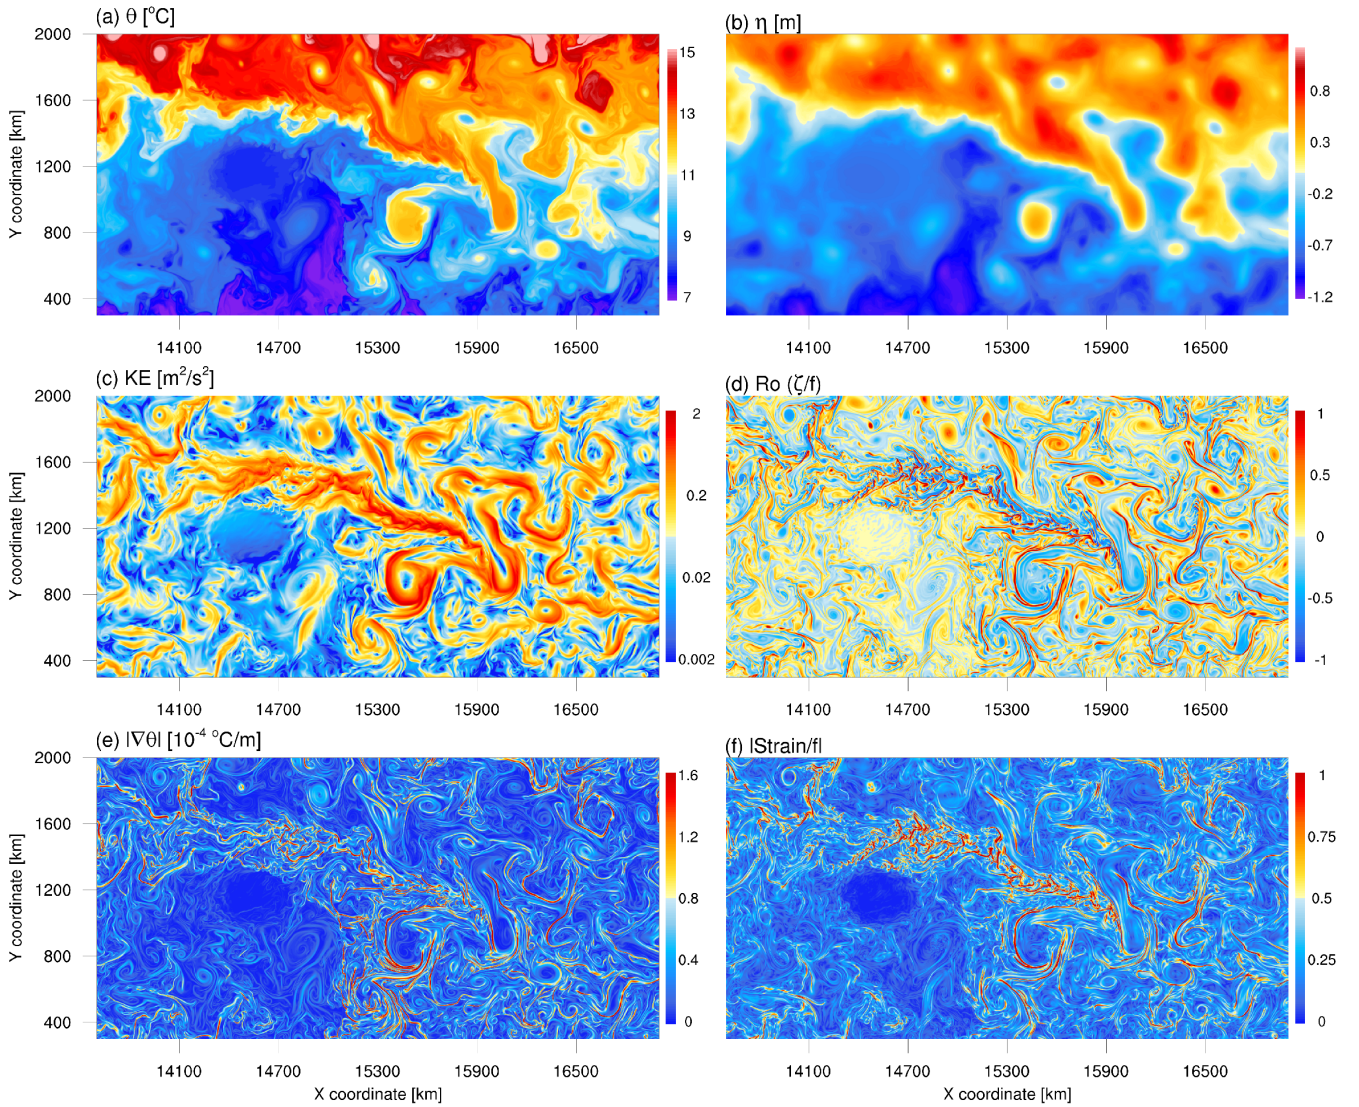 (a) θ [°C]
(b) η [m]
2000
1600
1200
800
400
Y coordinate [km]
15
13
11
9
7
0.8
0.3
-0.2
-0.7
-1.2
14100 14700 15300 15900 16500
14100 14700 15300 15900 16500
(c) KE [m²/s²]
(d) Ro (ζ/f)
2000
1600
1200
800
400
Y coordinate [km]
2
0.2
0.02
0.002
1
0.5
0
-0.5
-1
14100 14700 15300 15900 16500
14100 14700 15300 15900 16500
(e) |∇θ| [10⁻⁴ °C/m]
(f) |Strain/f|
2000
1600
1200
800
400
Y coordinate [km]
1.6
1.2
0.8
0.4
0
1
0.75
0.5
0.25
0
14100 14700 15300 15900 16500
14100 14700 15300 15900 16500
X coordinate [km]
X coordinate [km]